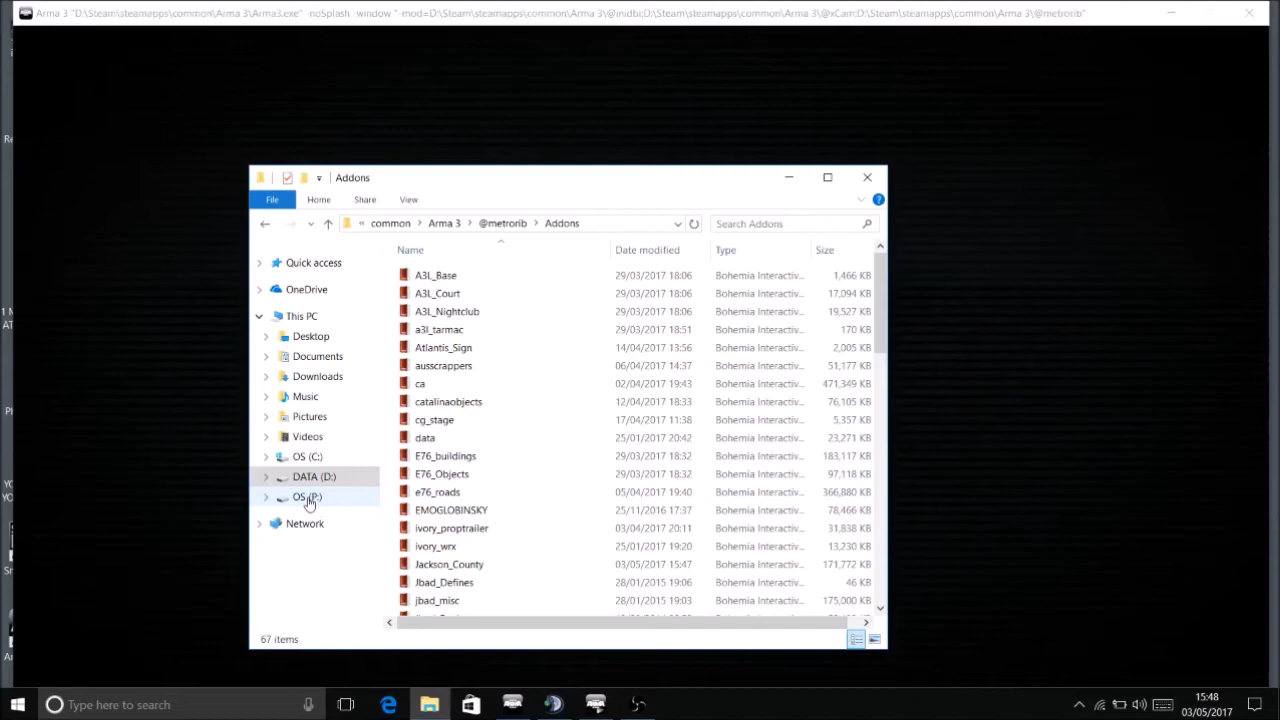 Arma 3 "D:\Steam\steamapps\common\Arma 3\Arma3.exe" -noSplash -window "-mod=D:\Steam\steamapps\common\Arma 3\@inidbi;D:\Steam\steamapps\common\Arma 3\@xCam;D:\Steam\steamapps\common\Arma 3\@metrorib"
Addons
File Home Share View
« common > Arma 3 > @metrorib > Addons
Search Addons
Name Date modified Type Size
Quick access
OneDrive
This PC
Desktop
Documents
Downloads
Music
Pictures
Videos
OS (C:)
DATA (D:)
OS (P:)
Network
A3L_Base 29/03/2017 18:06 Bohemia Interactiv... 1,466 KB
A3L_Court 29/03/2017 18:06 Bohemia Interactiv... 17,094 KB
A3L_Nightclub 29/03/2017 18:06 Bohemia Interactiv... 19,527 KB
a3l_tarmac 29/03/2017 18:51 Bohemia Interactiv... 170 KB
Atlantis_Sign 14/04/2017 13:56 Bohemia Interactiv... 2,005 KB
ausscrappers 06/04/2017 14:37 Bohemia Interactiv... 51,177 KB
ca 02/04/2017 19:43 Bohemia Interactiv... 471,349 KB
catalinaobjects 12/04/2017 18:33 Bohemia Interactiv... 76,105 KB
cg_stage 17/04/2017 11:38 Bohemia Interactiv... 5,357 KB
data 25/01/2017 20:42 Bohemia Interactiv... 23,271 KB
E76_buildings 29/03/2017 18:32 Bohemia Interactiv... 183,117 KB
E76_Objects 29/03/2017 18:32 Bohemia Interactiv... 97,118 KB
e76_roads 05/04/2017 19:40 Bohemia Interactiv... 366,880 KB
EMOGLOBINSKY 25/11/2016 17:37 Bohemia Interactiv... 78,466 KB
ivory_proptrailer 03/04/2017 20:11 Bohemia Interactiv... 31,838 KB
ivory_wrx 25/01/2017 19:20 Bohemia Interactiv... 13,230 KB
Jackson_County 03/05/2017 15:47 Bohemia Interactiv... 171,772 KB
Jbad_Defines 28/01/2015 19:06 Bohemia Interactiv... 46 KB
jbad_misc 28/01/2015 19:03 Bohemia Interactiv... 175,000 KB
67 items
Type here to search
15:48
03/05/2017